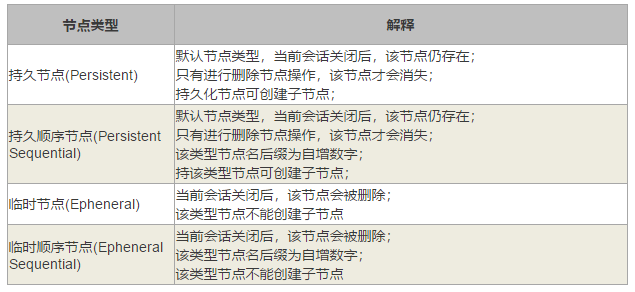 节点类型
解释
持久节点(Persistent)
默认节点类型，当前会话关闭后，该节点仍存在；
只有进行删除节点操作，该节点才会消失；
持久化节点可创建子节点；
持久顺序节点(Persistent
Sequential)
默认节点类型，当前会话关闭后，该节点仍存在；
只有进行删除节点操作，该节点才会消失；
该类型节点名后缀为自增数字；
持该类型节点可创建子节点；
临时节点(Epheneral)
当前会话关闭后，该节点会被删除；
该类型节点不能创建子节点
临时顺序节点(Epheneral
Sequential)
当前会话关闭后，该节点会被删除；
该类型节点名后缀为自增数字；
该类型节点不能创建子节点